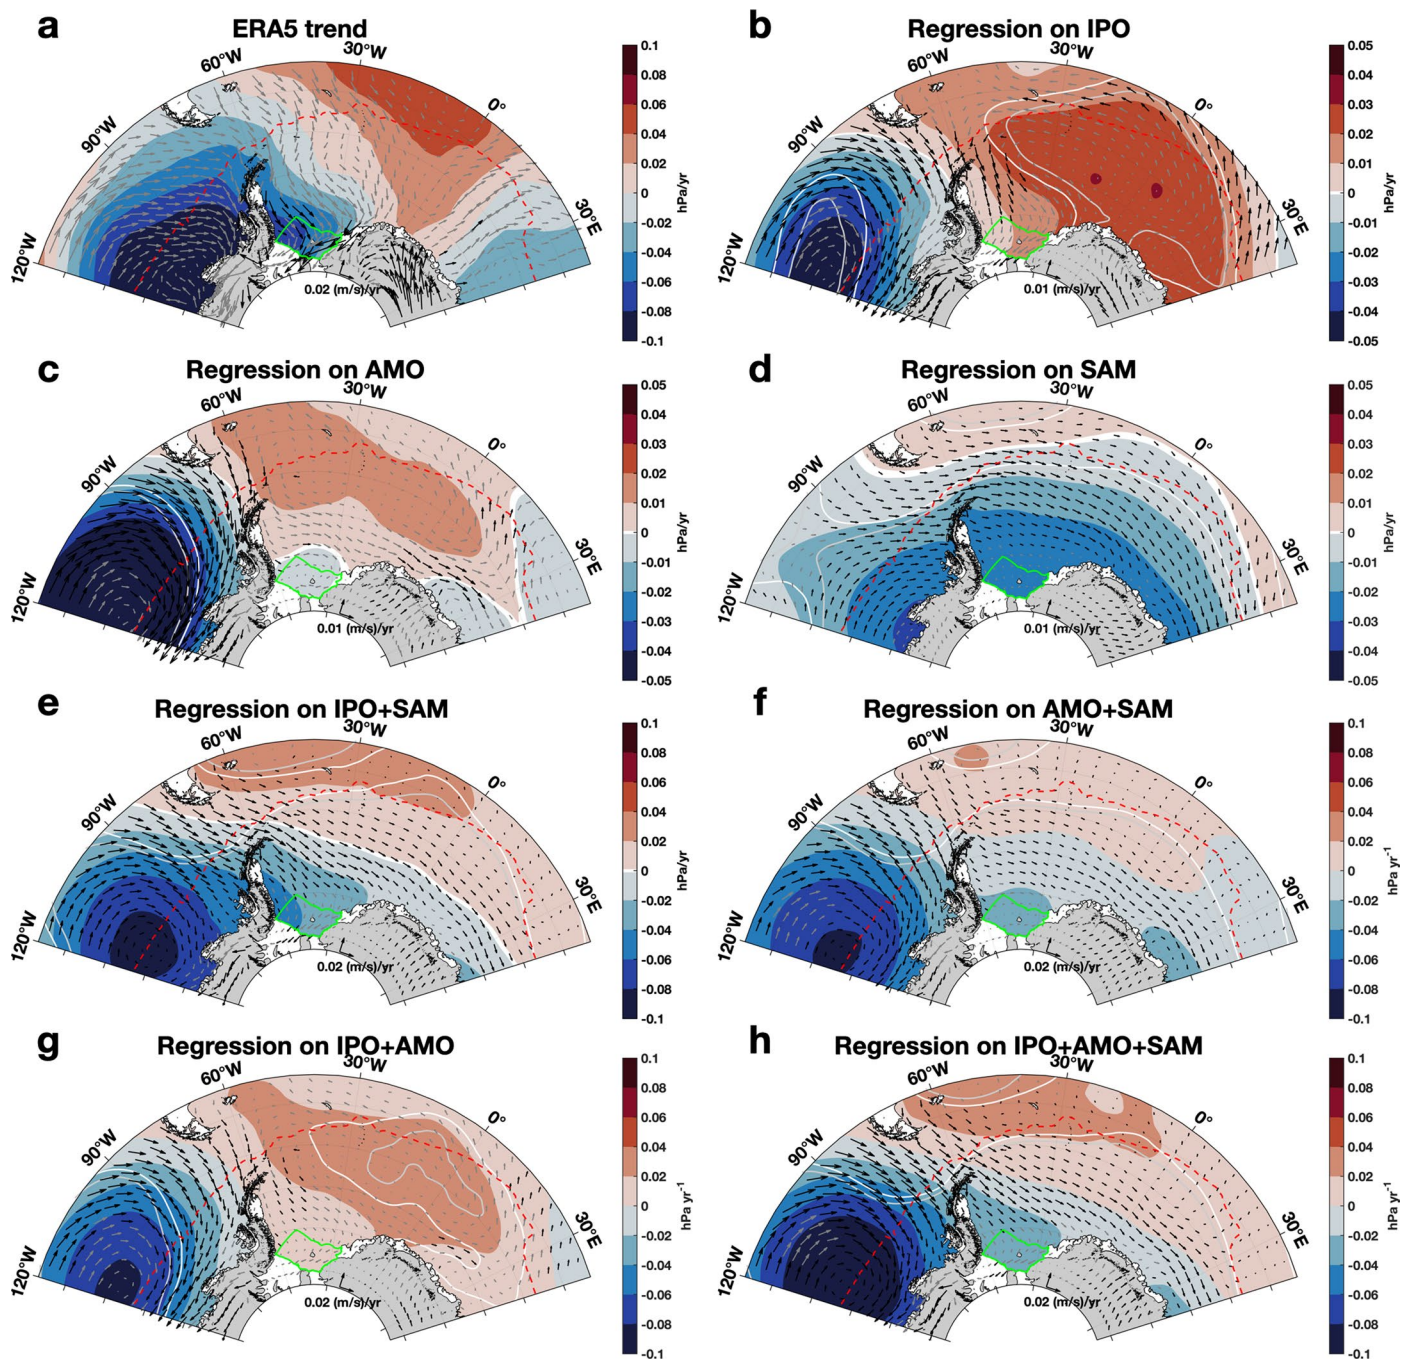 a
ERA5 trend
120°W
90°W
60°W
30°W
0°
30°E
0.02 (m/s)/yr
0.1
0.08
0.06
0.04
0.02
0
-0.02
-0.04
-0.06
-0.08
-0.1
hPa/yr
b
Regression on IPO
120°W
90°W
60°W
30°W
0°
30°E
0.01 (m/s)/yr
0.05
0.04
0.03
0.02
0.01
0
-0.01
-0.02
-0.03
-0.04
-0.05
hPa/yr
c
Regression on AMO
120°W
90°W
60°W
30°W
0°
30°E
0.01 (m/s)/yr
0.05
0.04
0.03
0.02
0.01
0
-0.01
-0.02
-0.03
-0.04
-0.05
hPa/yr
d
Regression on SAM
120°W
90°W
60°W
30°W
0°
30°E
0.01 (m/s)/yr
0.05
0.04
0.03
0.02
0.01
0
-0.01
-0.02
-0.03
-0.04
-0.05
hPa/yr
e
Regression on IPO+SAM
120°W
90°W
60°W
30°W
0°
30°E
0.02 (m/s)/yr
0.1
0.08
0.06
0.04
0.02
0
-0.02
-0.04
-0.06
-0.08
-0.1
hPa/yr
f
Regression on AMO+SAM
120°W
90°W
60°W
30°W
0°
30°E
0.02 (m/s)/yr
0.1
0.08
0.06
0.04
0.02
0
-0.02
-0.04
-0.06
-0.08
-0.1
hPa yr⁻¹
g
Regression on IPO+AMO
120°W
90°W
60°W
30°W
0°
30°E
0.02 (m/s)/yr
0.1
0.08
0.06
0.04
0.02
0
-0.02
-0.04
-0.06
-0.08
-0.1
hPa yr⁻¹
h
Regression on IPO+AMO+SAM
120°W
90°W
60°W
30°W
0°
30°E
0.02 (m/s)/yr
0.1
0.08
0.06
0.04
0.02
0
-0.02
-0.04
-0.06
-0.08
-0.1
hPa yr⁻¹